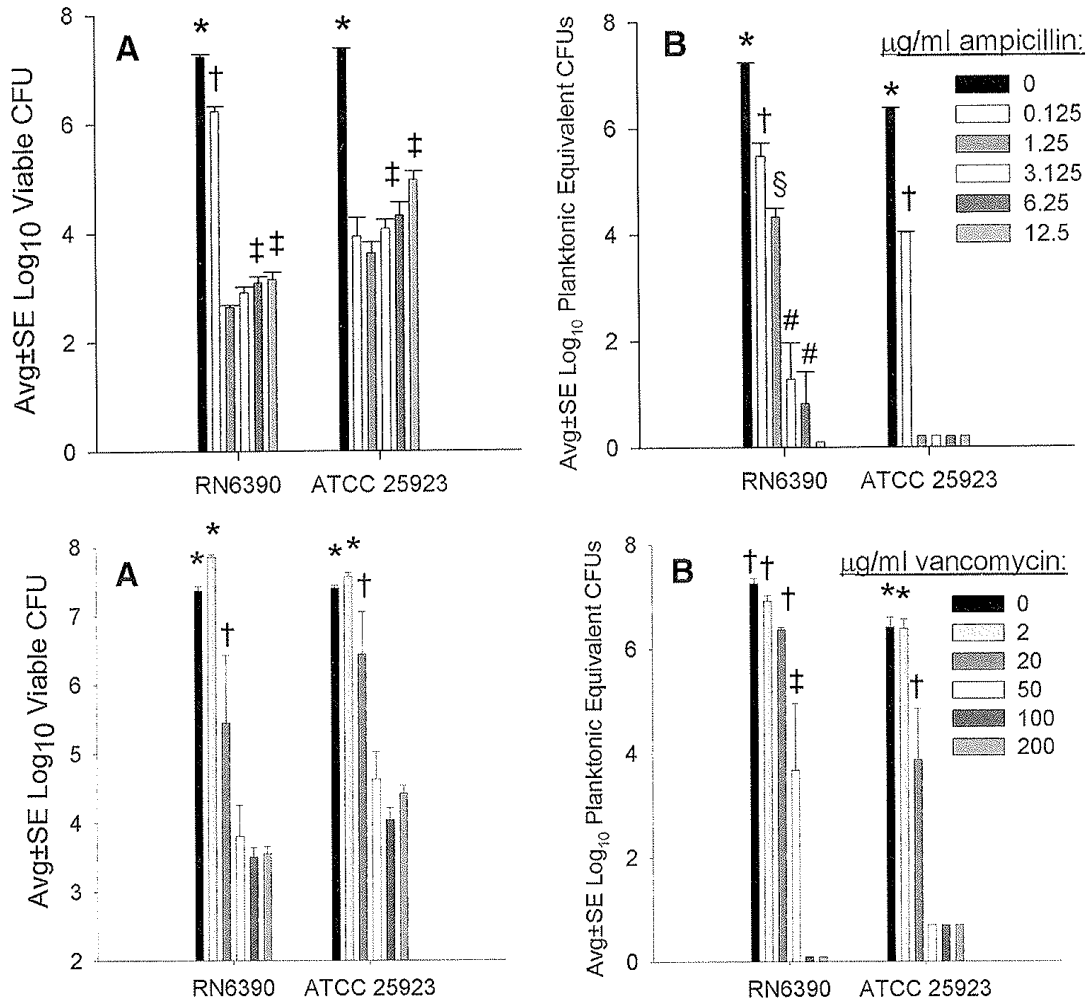 A
Avg±SE Log10 Viable CFU
8
6
4
2
0
* † ‡ ‡
* ‡ ‡
RN6390
ATCC 25923
B
Avg±SE Log10 Planktonic Equivalent CFUs
8
6
4
2
0
* † § # #
* †
RN6390
ATCC 25923
µg/ml ampicillin:
0
0.125
1.25
3.125
6.25
12.5
A
Avg±SE Log10 Viable CFU
8
7
6
5
4
3
2
* * †
* * †
RN6390
ATCC 25923
B
Avg±SE Log10 Planktonic Equivalent CFUs
8
6
4
2
0
† † † ‡
* * †
RN6390
ATCC 25923
µg/ml vancomycin:
0
2
20
50
100
200